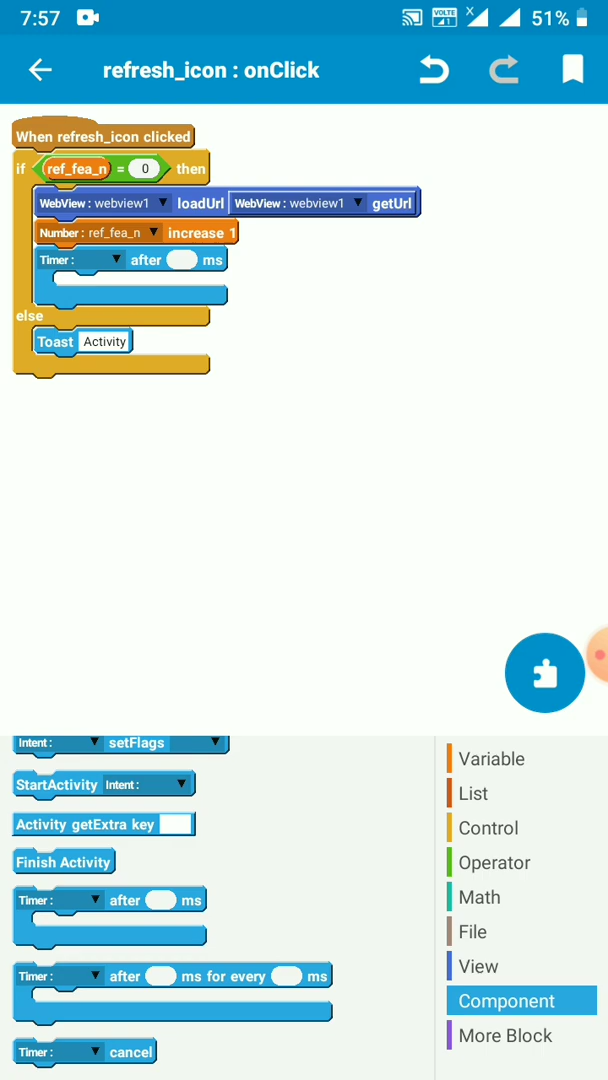 7:57 VOLTE X 51%
refresh_icon : onClick
When refresh_icon clicked
if ref_fea_n = 0 then
WebView : webview1 loadUrl WebView : webview1 getUrl
Number : ref_fea_n increase 1
Timer : after ms
else
Toast Activity
Intent : setFlags
StartActivity Intent :
Activity getExtra key
Finish Activity
Timer : after ms
Timer : after ms for every ms
Timer : cancel
Variable
List
Control
Operator
Math
File
View
Component
More Block